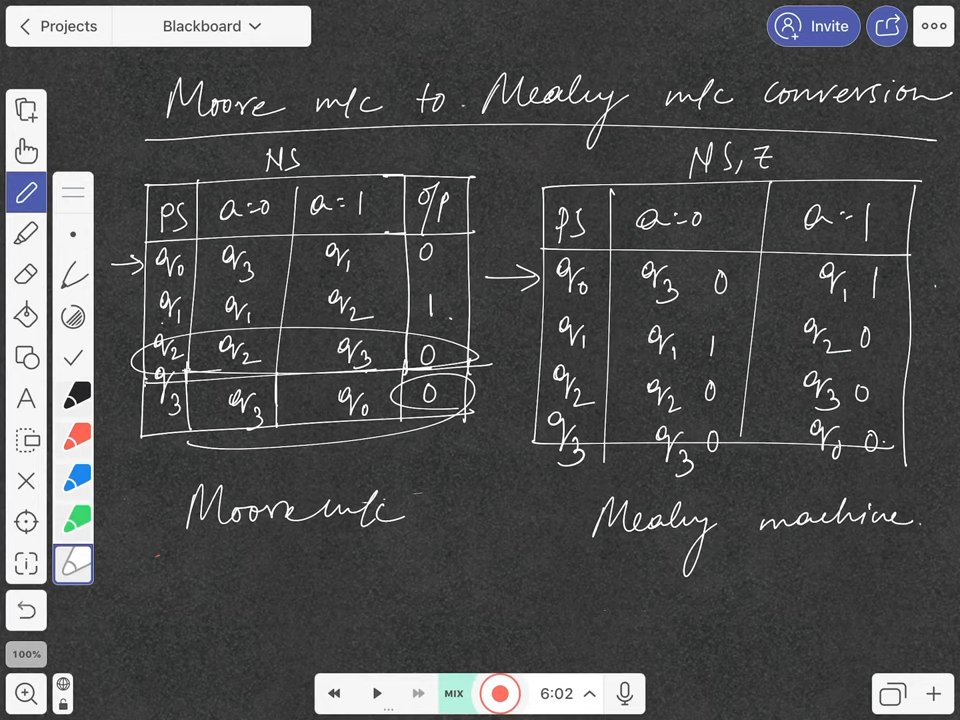 Projects Blackboard Invite
Moore m/c to. Mealy m/c conversion
NS
PS a=0 a=1 O/P
→ q0 q3 q1 0
q1 q1 q2 1
q2 q2 q3 0
q3 q3 q0 0
Moore m/c
NS, Z
PS a=0 a=1
→ q0 q3 0 q1 1
q1 q1 1 q2 0
q2 q2 0 q3 0
q3 q3 0 q0 0
Mealy machine.
A
100%
MIX 6:02